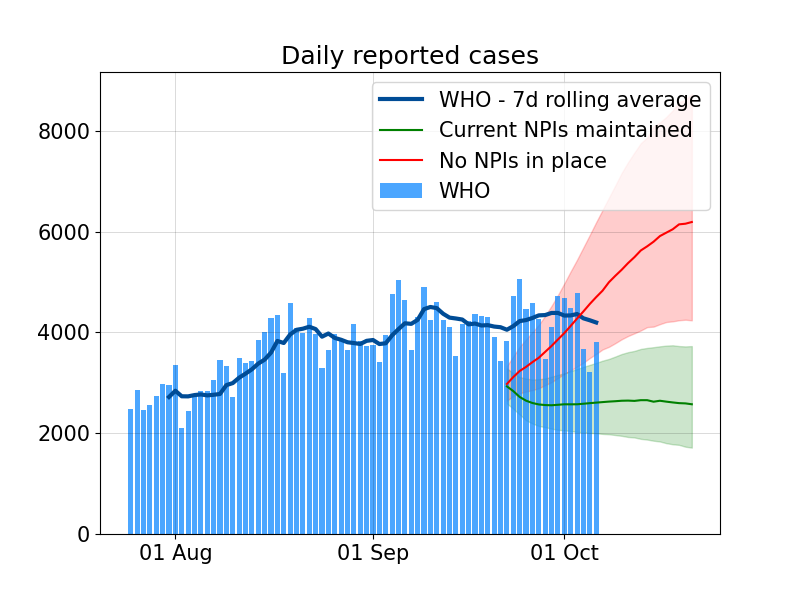 Daily reported cases
WHO - 7d rolling average
Current NPIs maintained
No NPIs in place
WHO
8000
6000
4000
2000
0
01 Aug
01 Sep
01 Oct